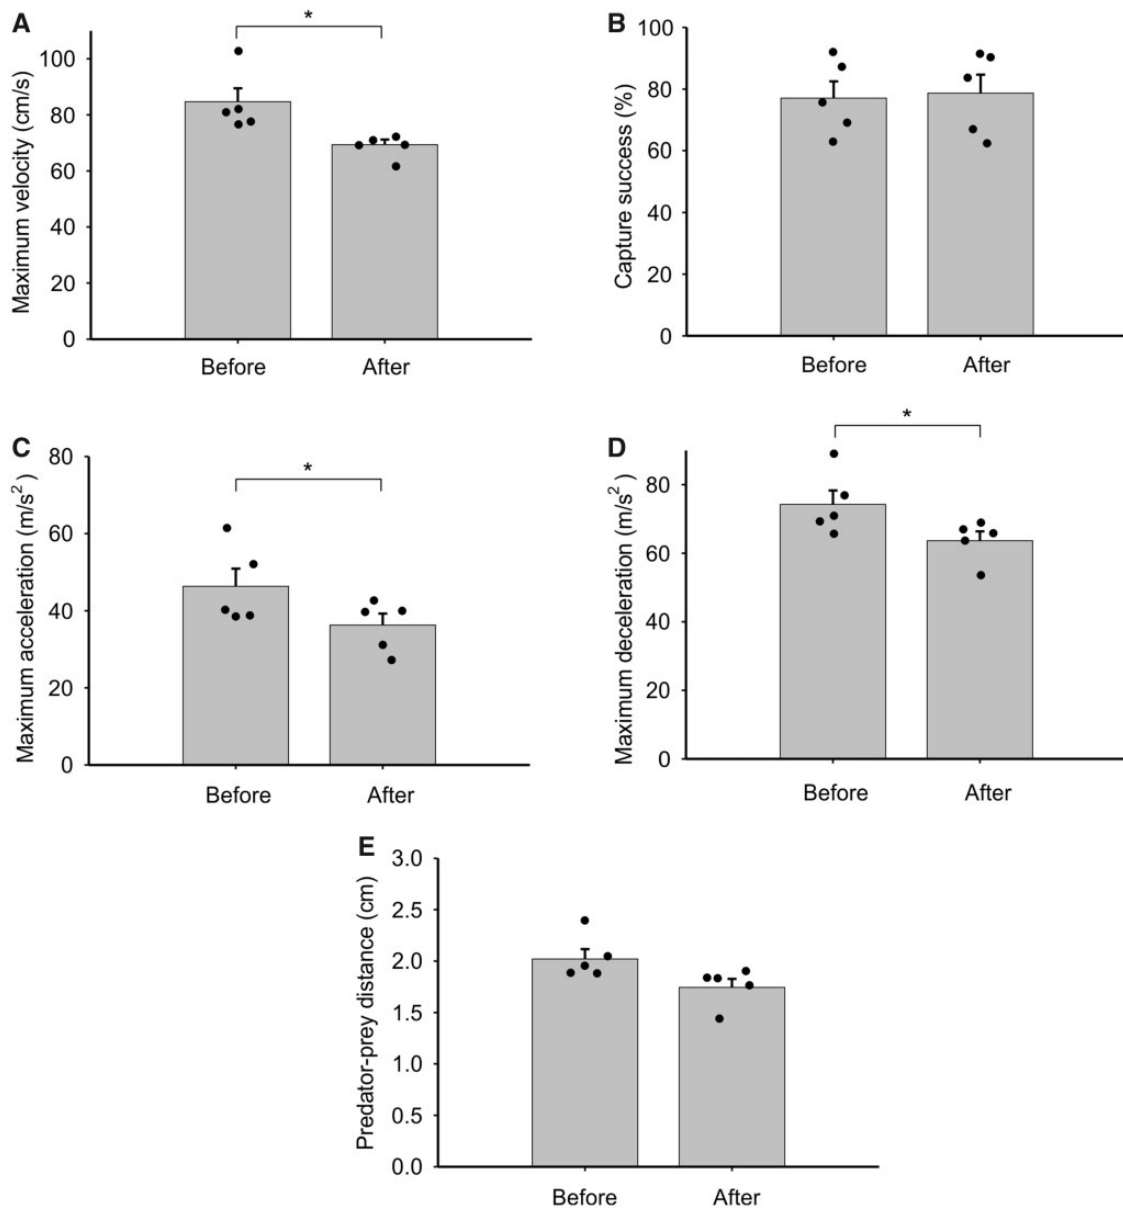 A
*
Maximum velocity (cm/s)
100
80
60
40
20
0
Before
After
B
Capture success (%)
100
80
60
40
20
0
Before
After
C
*
Maximum acceleration (m/s²)
80
60
40
20
0
Before
After
D
*
Maximum deceleration (m/s²)
80
60
40
20
0
Before
After
E
Predator-prey distance (cm)
3.0
2.5
2.0
1.5
1.0
0.5
0.0
Before
After